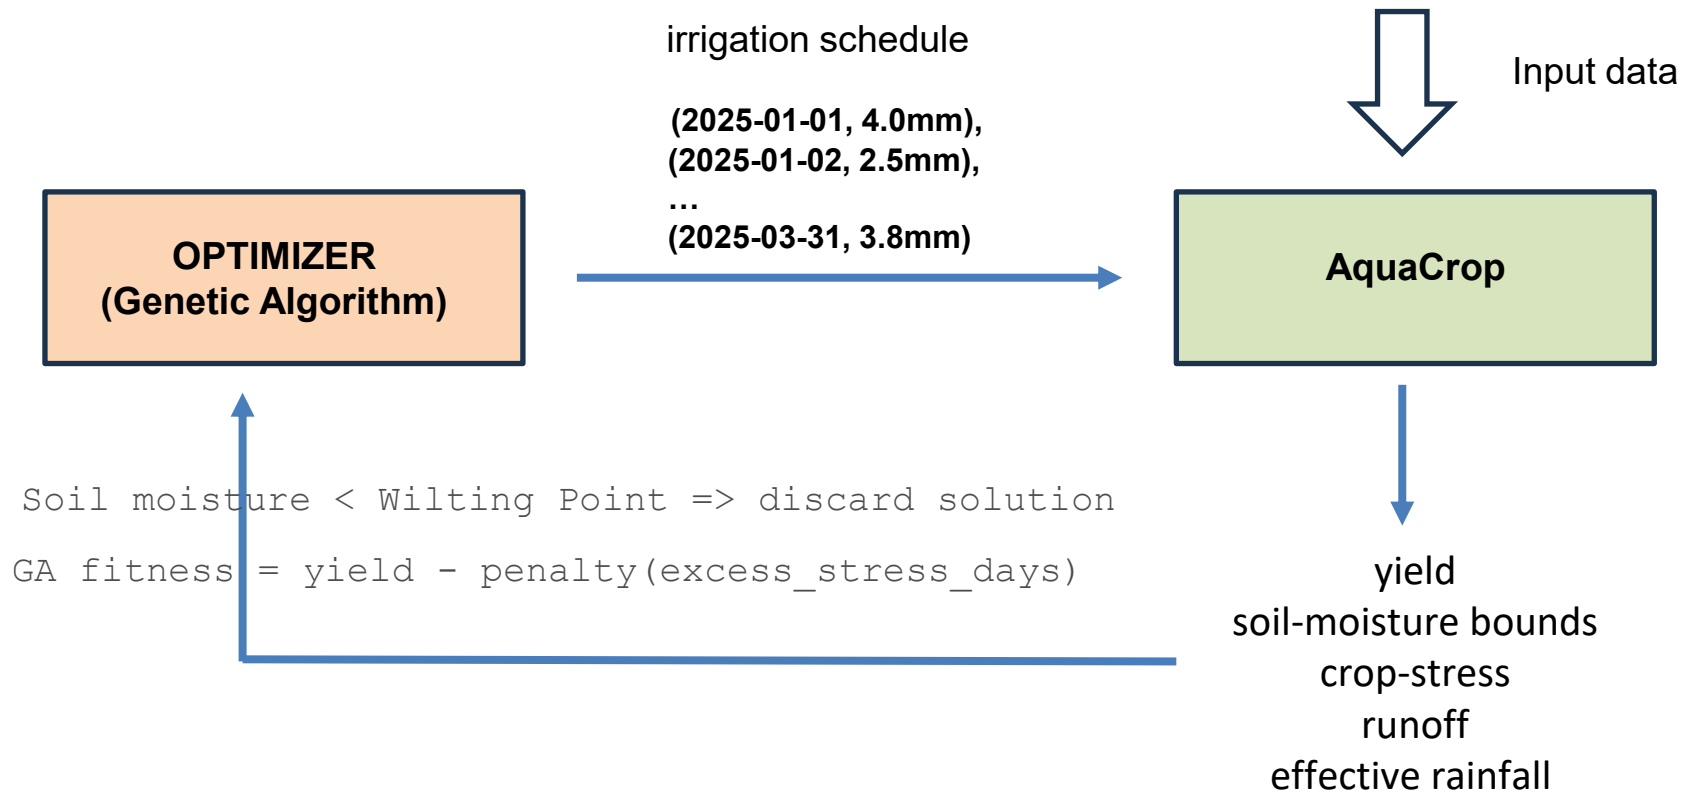 irrigation schedule
Input data
(2025-01-01, 4.0mm),
(2025-01-02, 2.5mm),
…
(2025-03-31, 3.8mm)
OPTIMIZER
(Genetic Algorithm)
AquaCrop
Soil moisture < Wilting Point => discard solution
GA fitness = yield - penalty(excess_stress_days)
yield
soil-moisture bounds
crop-stress
runoff
effective rainfall